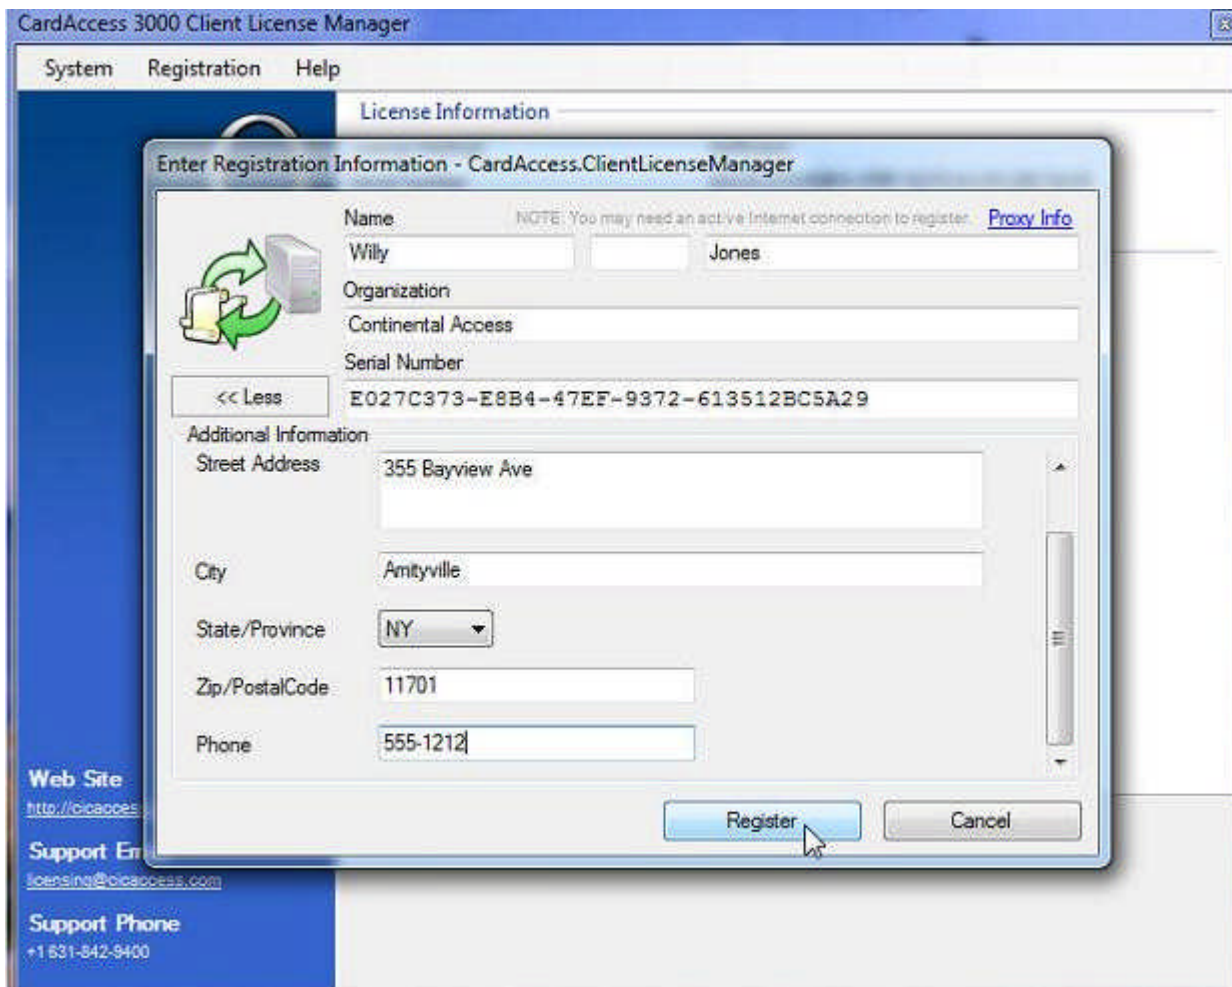 CardAccess 3000 Client License Manager
System Registration Help
License Information
Enter Registration Information - CardAccess.ClientLicenseManager
Name NOTE: You may need an active Internet connection to register. Proxy Info
Willy Jones
Organization
Continental Access
Serial Number
<< Less E027C373-E8B4-47EF-9372-613512BC5A29
Additional Information
Street Address 355 Bayview Ave
City Amityville
State/Province NY
Zip/PostalCode 11701
Phone 555-1212
Web Site
http://cicacces
Register Cancel
Support Em
licensing@cicaccess.com
Support Phone
+1 631-842-9400